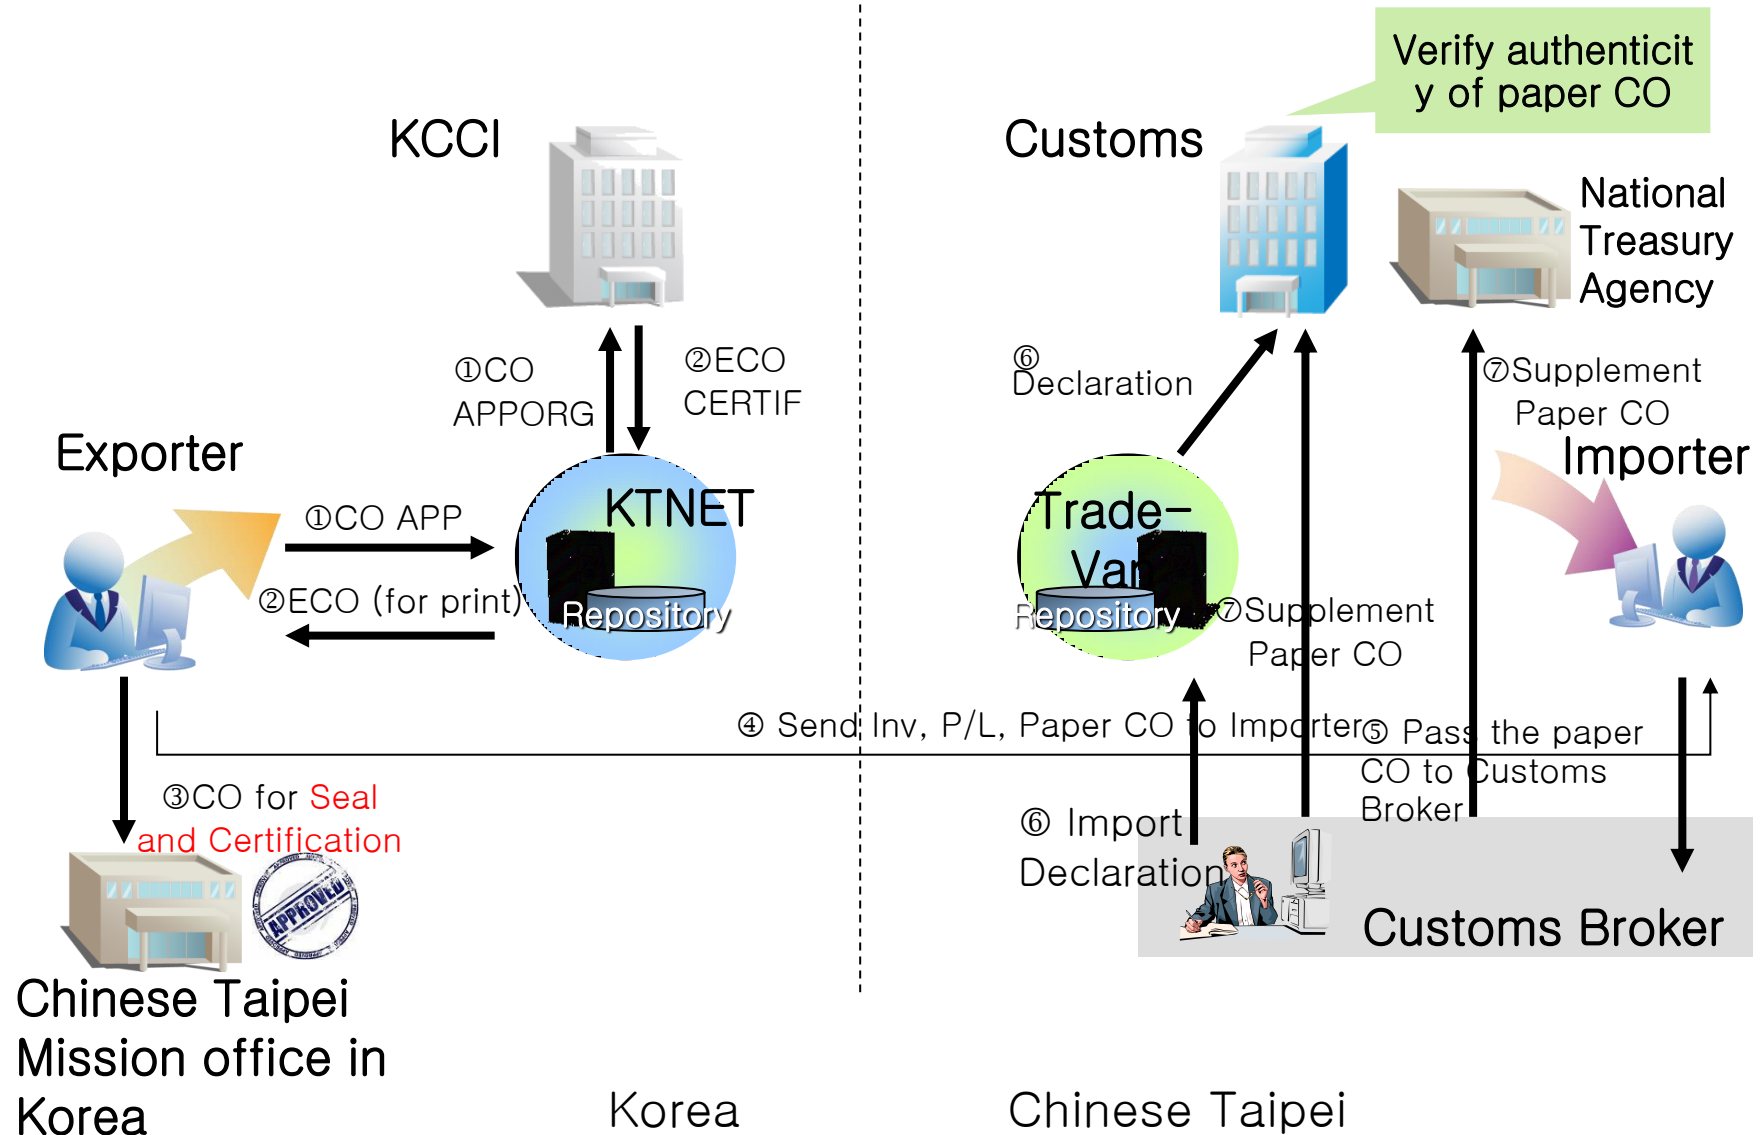 Verify authenticit
y of paper CO
KCCI
Customs
National
Treasury
Agency
①CO
APPORG
②ECO
CERTIF
⑥
Declaration
⑦Supplement
Paper CO
Exporter
Importer
KTNET
Repository
Trade-
Van
Repository
①CO APP
②ECO (for print)
⑦Supplement
Paper CO
④ Send Inv, P/L, Paper CO to Importer
⑤ Pass the paper
CO to Customs
Broker
③CO for Seal
and Certification
⑥ Import
Declaration
APPROVED
Customs Broker
Chinese Taipei
Mission office in
Korea
Korea
Chinese Taipei